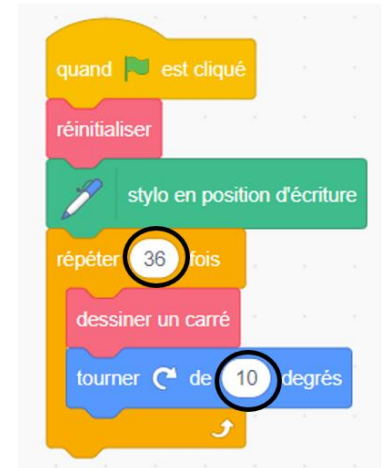 quand est cliqué
réinitialiser
stylo en position d'écriture
répéter 36 fois
dessiner un carré
tourner de 10 degrés